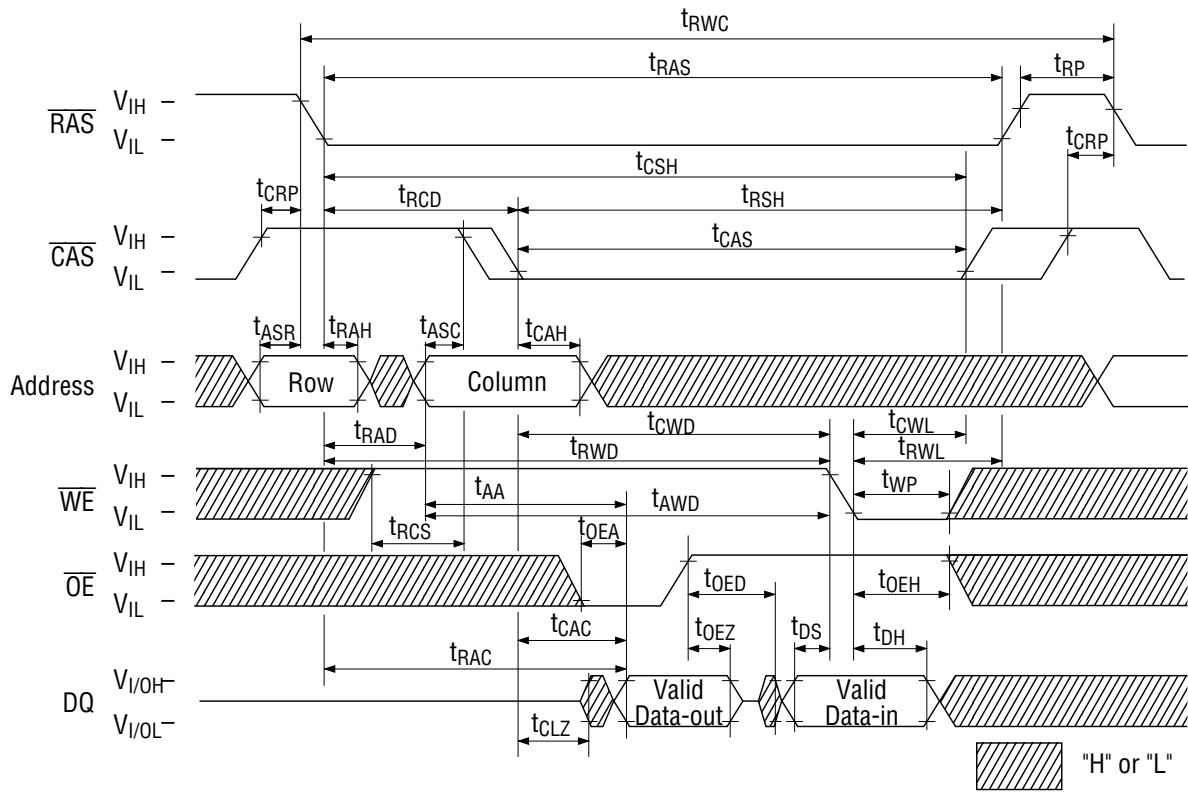 tRWC
tRAS
tRP
RAS
VIH
VIL
tCRP
tCSH
tCRP
tRCD
tRSH
CAS
VIH
VIL
tCAS
tASR
tRAH
tASC
tCAH
Address
VIH
VIL
Row
Column
tRAD
tCWD
tCWL
tRWD
tRWL
WE
VIH
VIL
tAA
tWP
tAWD
tRCS
tOEA
OE
VIH
VIL
tOED
tOEH
tCAC
tOEZ
tDS
tDH
tRAC
DQ
VI/OH
VI/OL
Valid
Data-out
Valid
Data-in
tCLZ
"H" or "L"